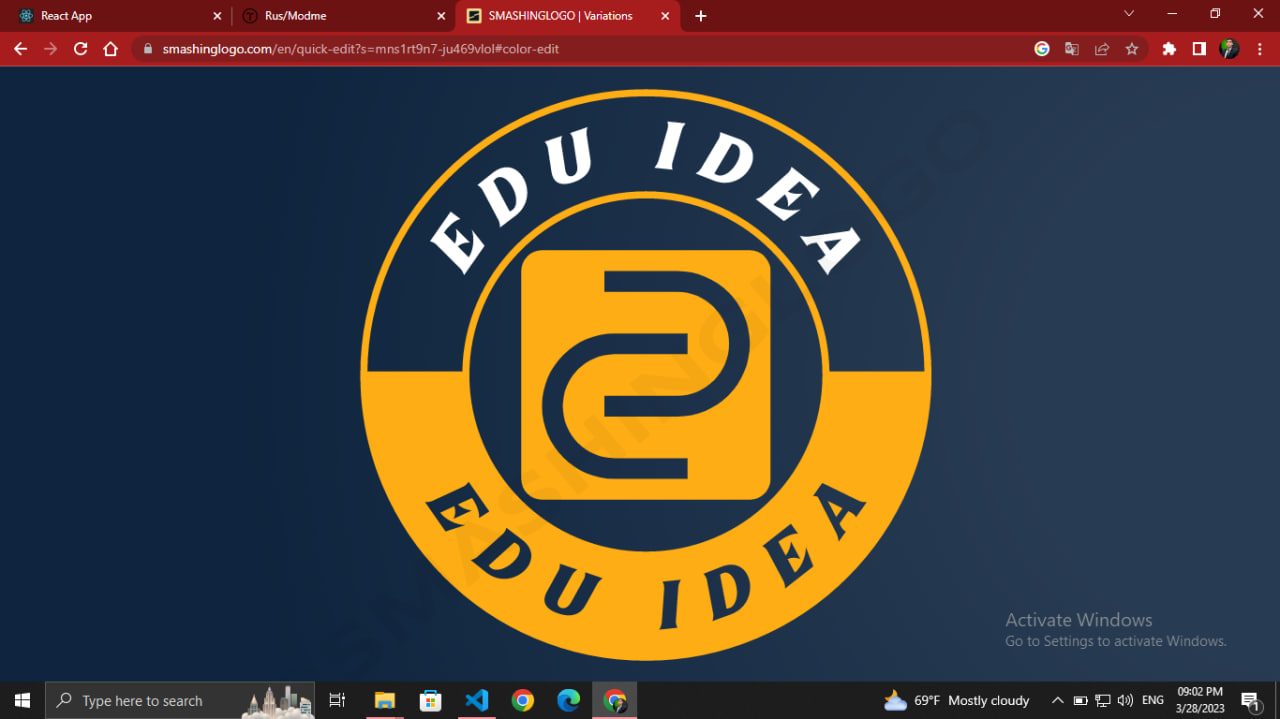 React App
Rus/Modme
SMASHINGLOGO | Variations
smashinglogo.com/en/quick-edit?s=mns1rt9n7-ju469vlol#color-edit
EDU IDEA
EDU IDEA
SMASHINGLOGO
Activate Windows
Go to Settings to activate Windows.
Type here to search
69°F Mostly cloudy
ENG
09:02 PM
3/28/2023
1